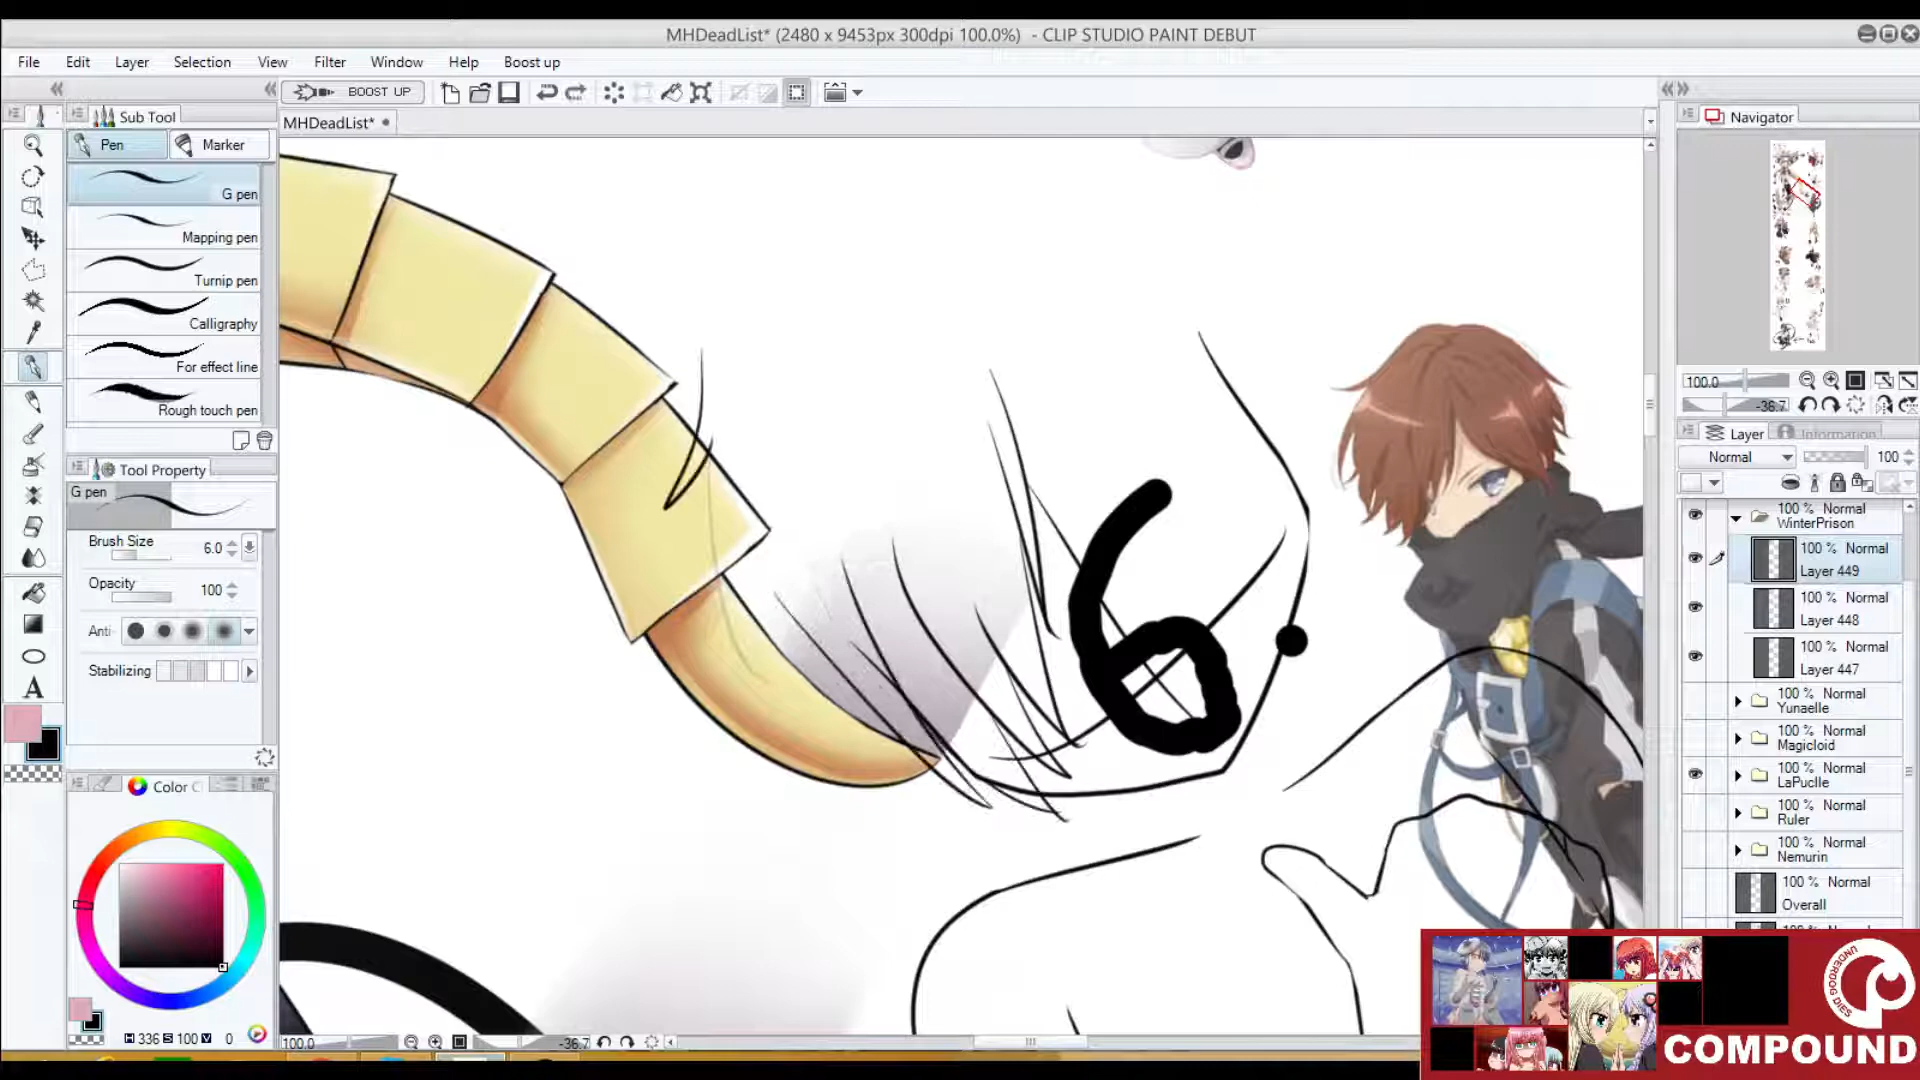 MHDeadList* (2480 x 9453px 300dpi 100.0%) - CLIP STUDIO PAINT DEBUT
File Edit Layer Selection View Filter Window Help Boost up
BOOST UP
Sub Tool
MHDeadList*
Navigator
Pen Marker
G pen
Mapping pen
Turnip pen
Calligraphy
For effect line
Rough touch pen
Tool Property
G pen
Brush Size 6.0
Opacity 100
Anti-
Stabilizing
A
Color C
H 336 S 100 V 0
100.0
-36.7
100.0
-36.7
Layer Information
Normal 100
100 % Normal
WinterPrison
100 % Normal
Layer 449
100 % Normal
Layer 448
100 % Normal
Layer 447
100 % Normal
Yunaelle
100 % Normal
Magicloid
100 % Normal
LaPuclle
100 % Normal
Ruler
100 % Normal
Nemurin
100 % Normal
Overall
6
UNDERDOG DIES
COMPOUND